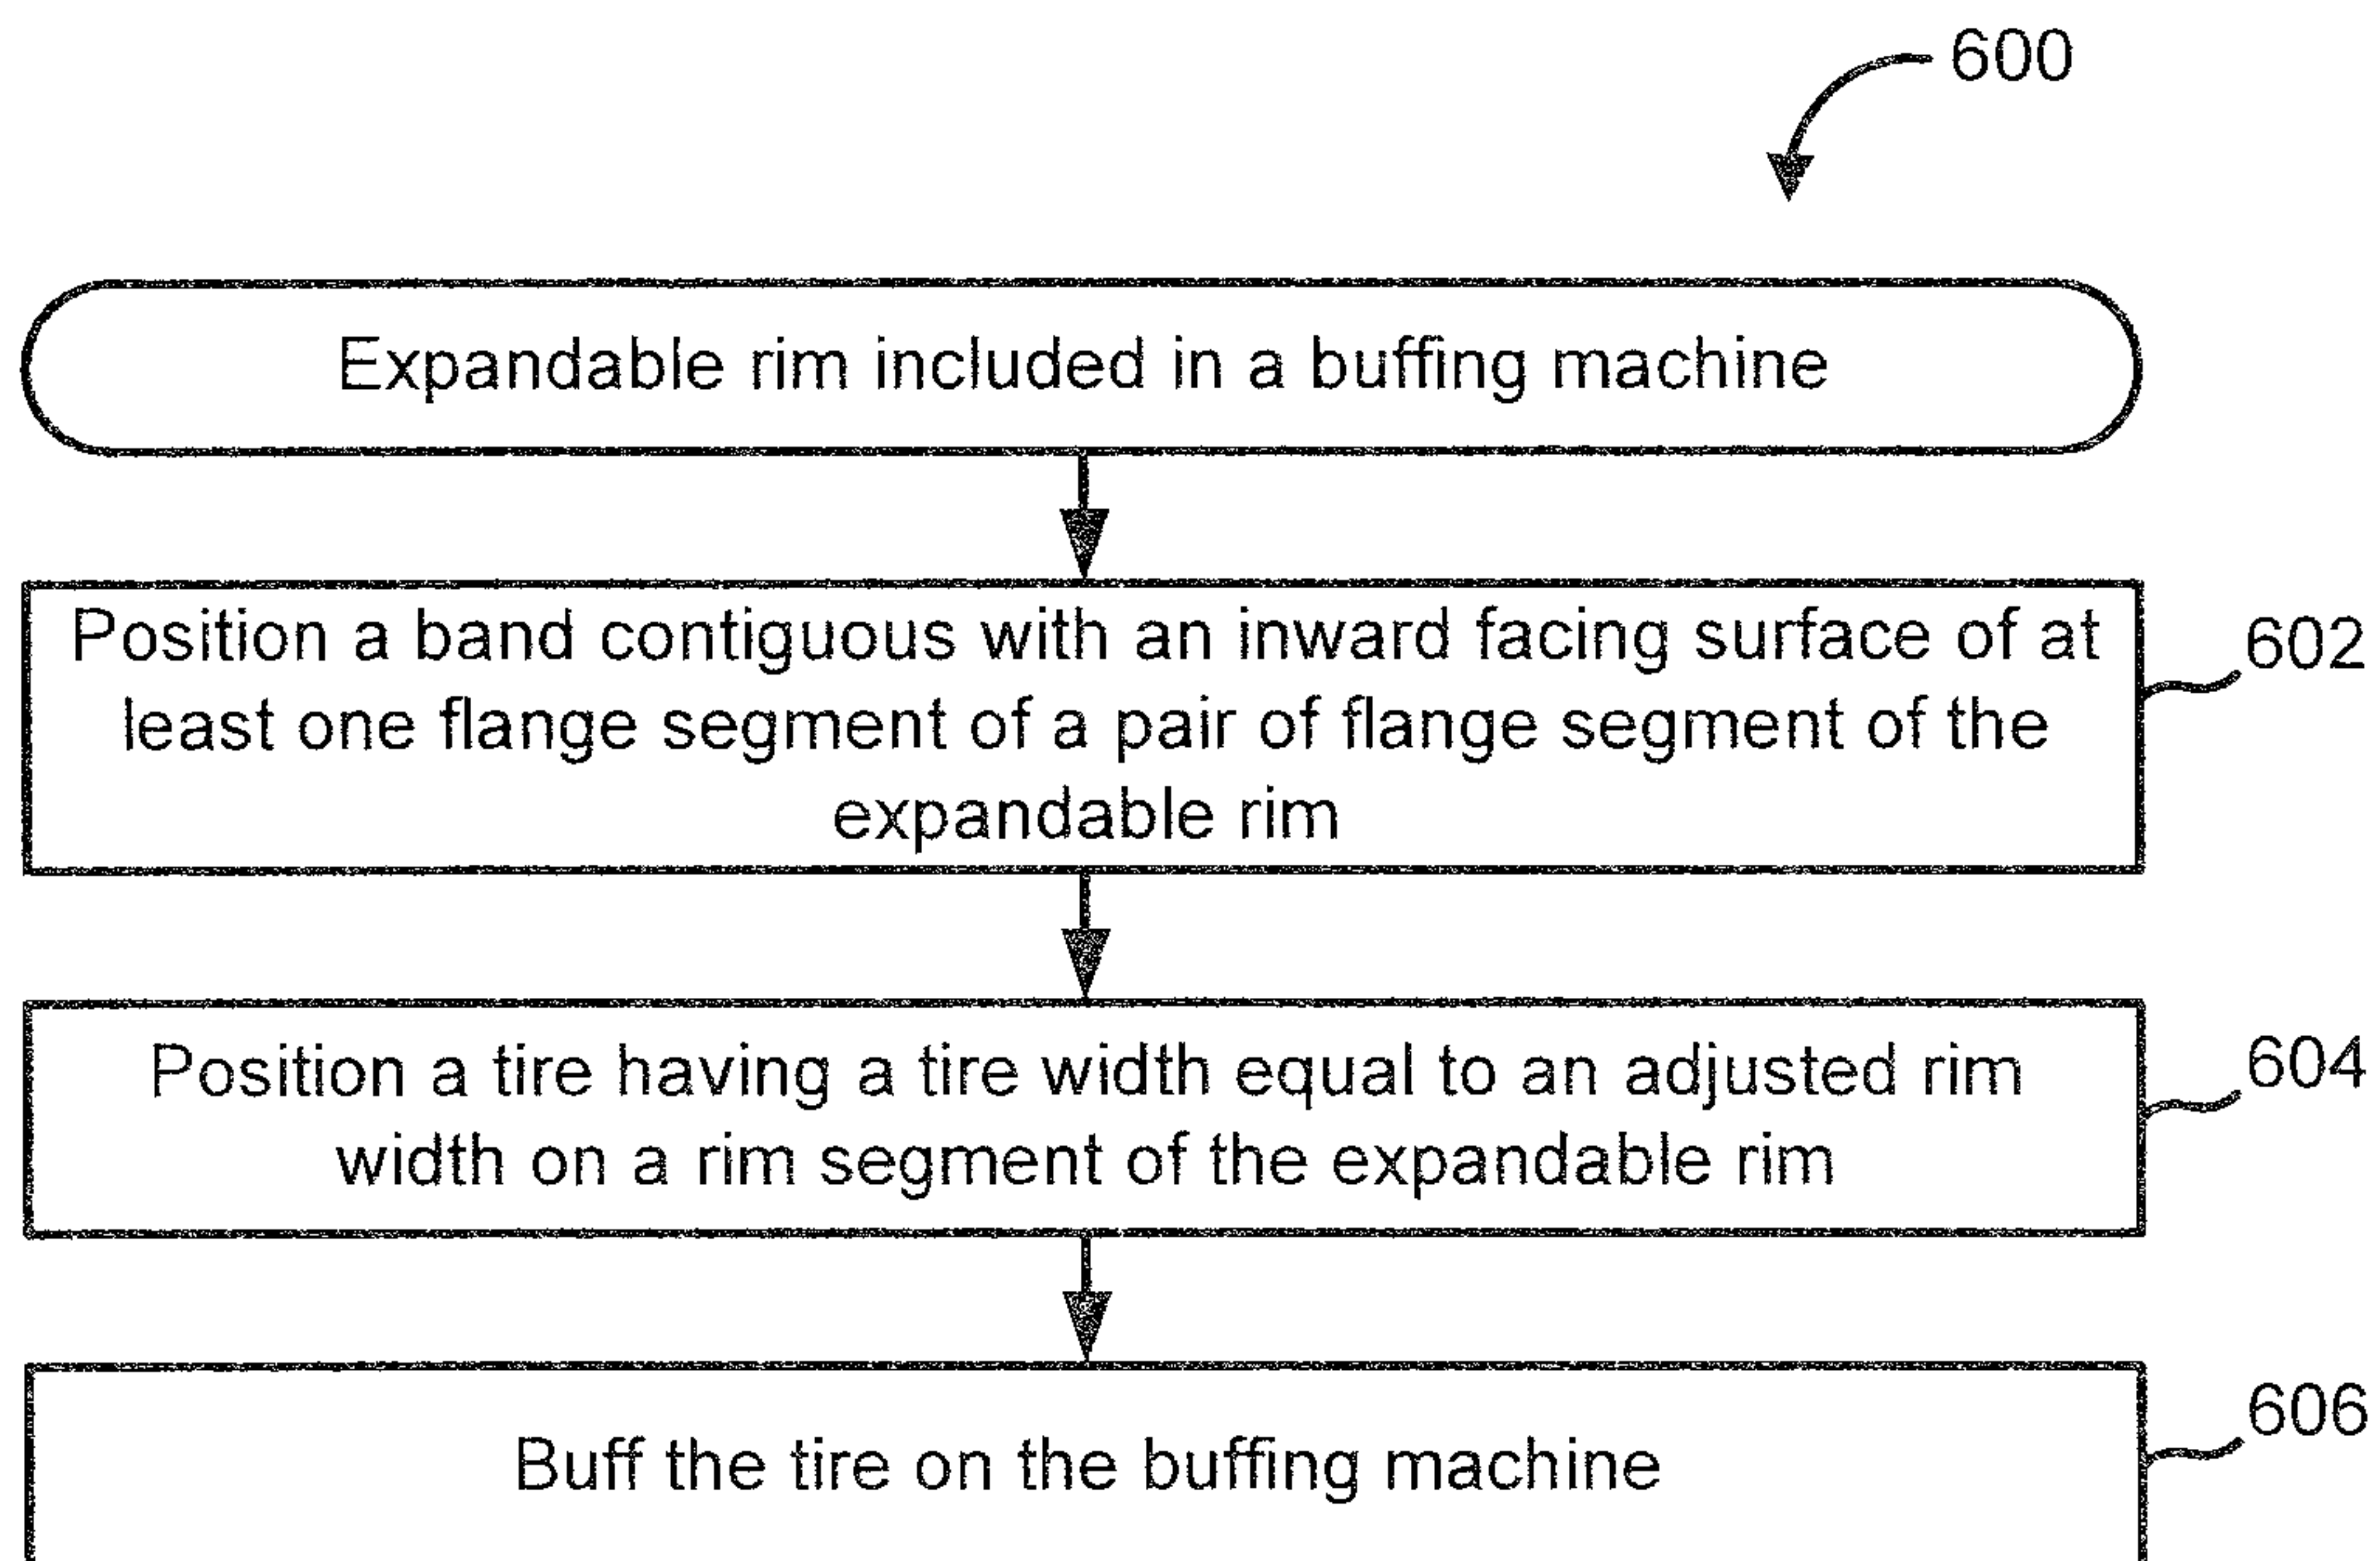 600
Expandable rim included in a buffing machine
Position a band contiguous with an inward facing surface of at
least one flange segment of a pair of flange segment of the
expandable rim
602
Position a tire having a tire width equal to an adjusted rim
width on a rim segment of the expandable rim
604
Buff the tire on the buffing machine
606